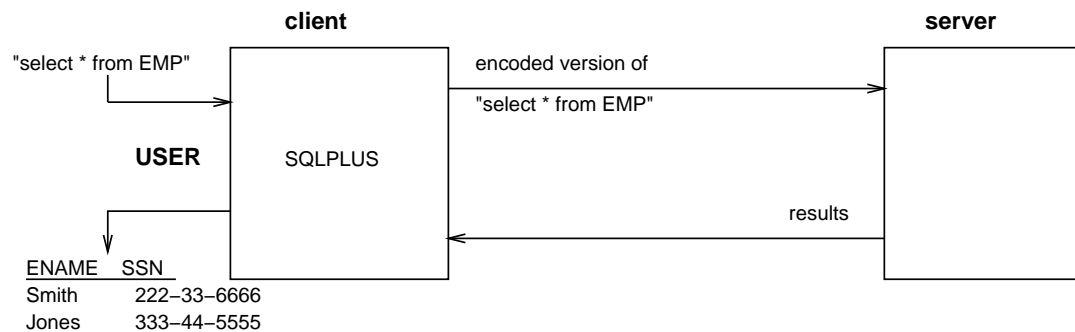 client
server
"select * from EMP"
encoded version of
"select * from EMP"
USER
SQLPLUS
results
ENAME SSN
Smith 222−33−6666
Jones 333−44−5555